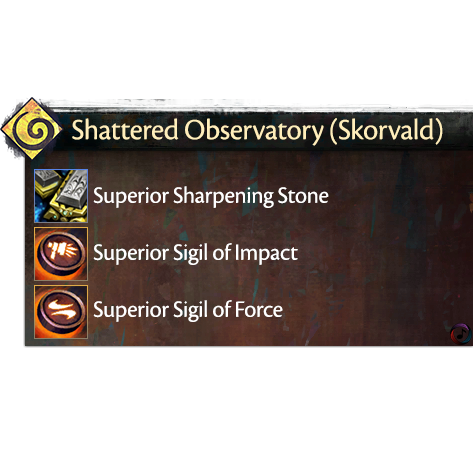 Shattered Observatory (Skorvald)
Superior Sharpening Stone
Superior Sigil of Impact
Superior Sigil of Force